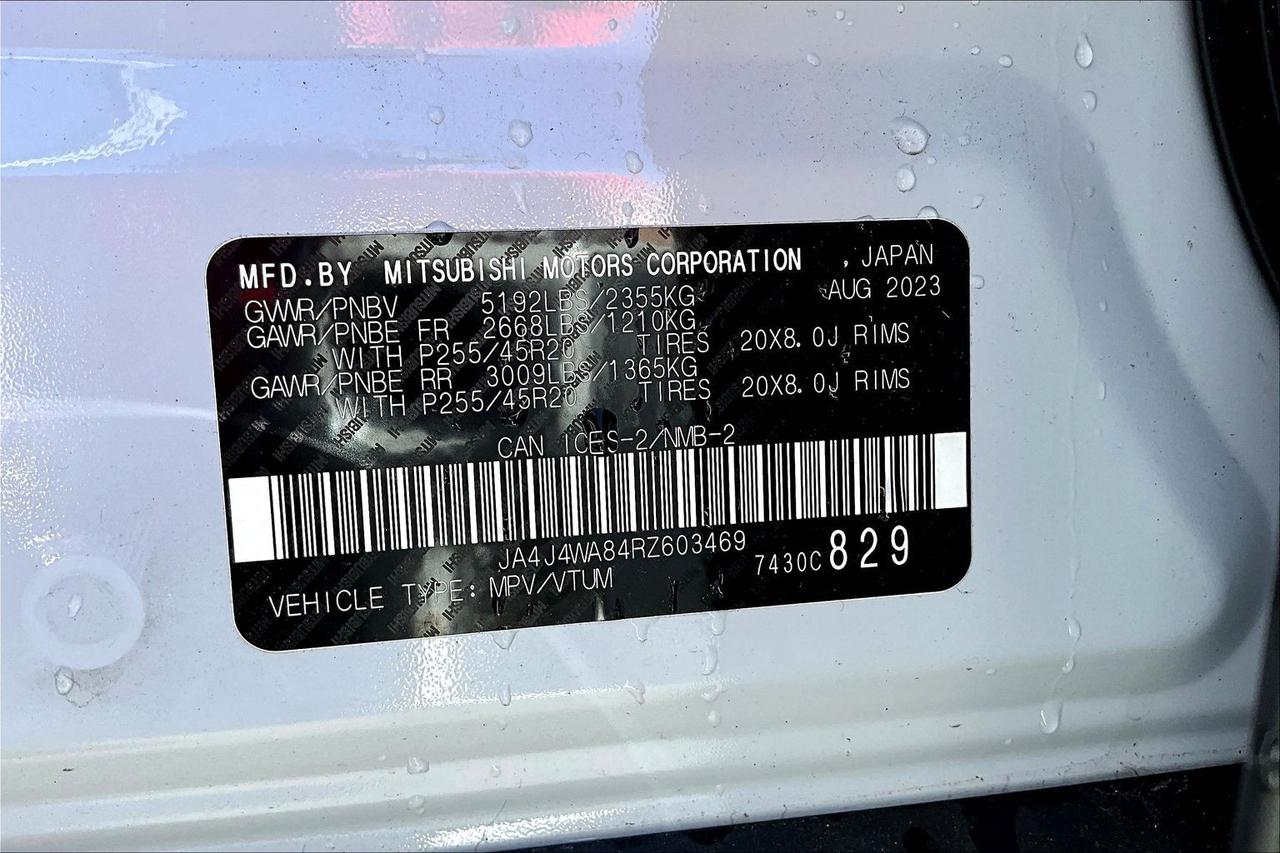 MFD.BY MITSUBISHI MOTORS CORPORATION , JAPAN
GVWR/PNBV 5192LBS/2355KG AUG 2023
GAWR/PNBE FR 2668LBS/1210KG
WITH P255/45R20 TIRES 20X8.0J RIMS
GAWR/PNBE RR 3009LBS/1365KG
WITH P255/45R20 TIRES 20X8.0J RIMS
CAN ICES-2/NMB-2
JA4J4WA84RZ603469
7430C 829
VEHICLE TYPE: MPV/VTUM